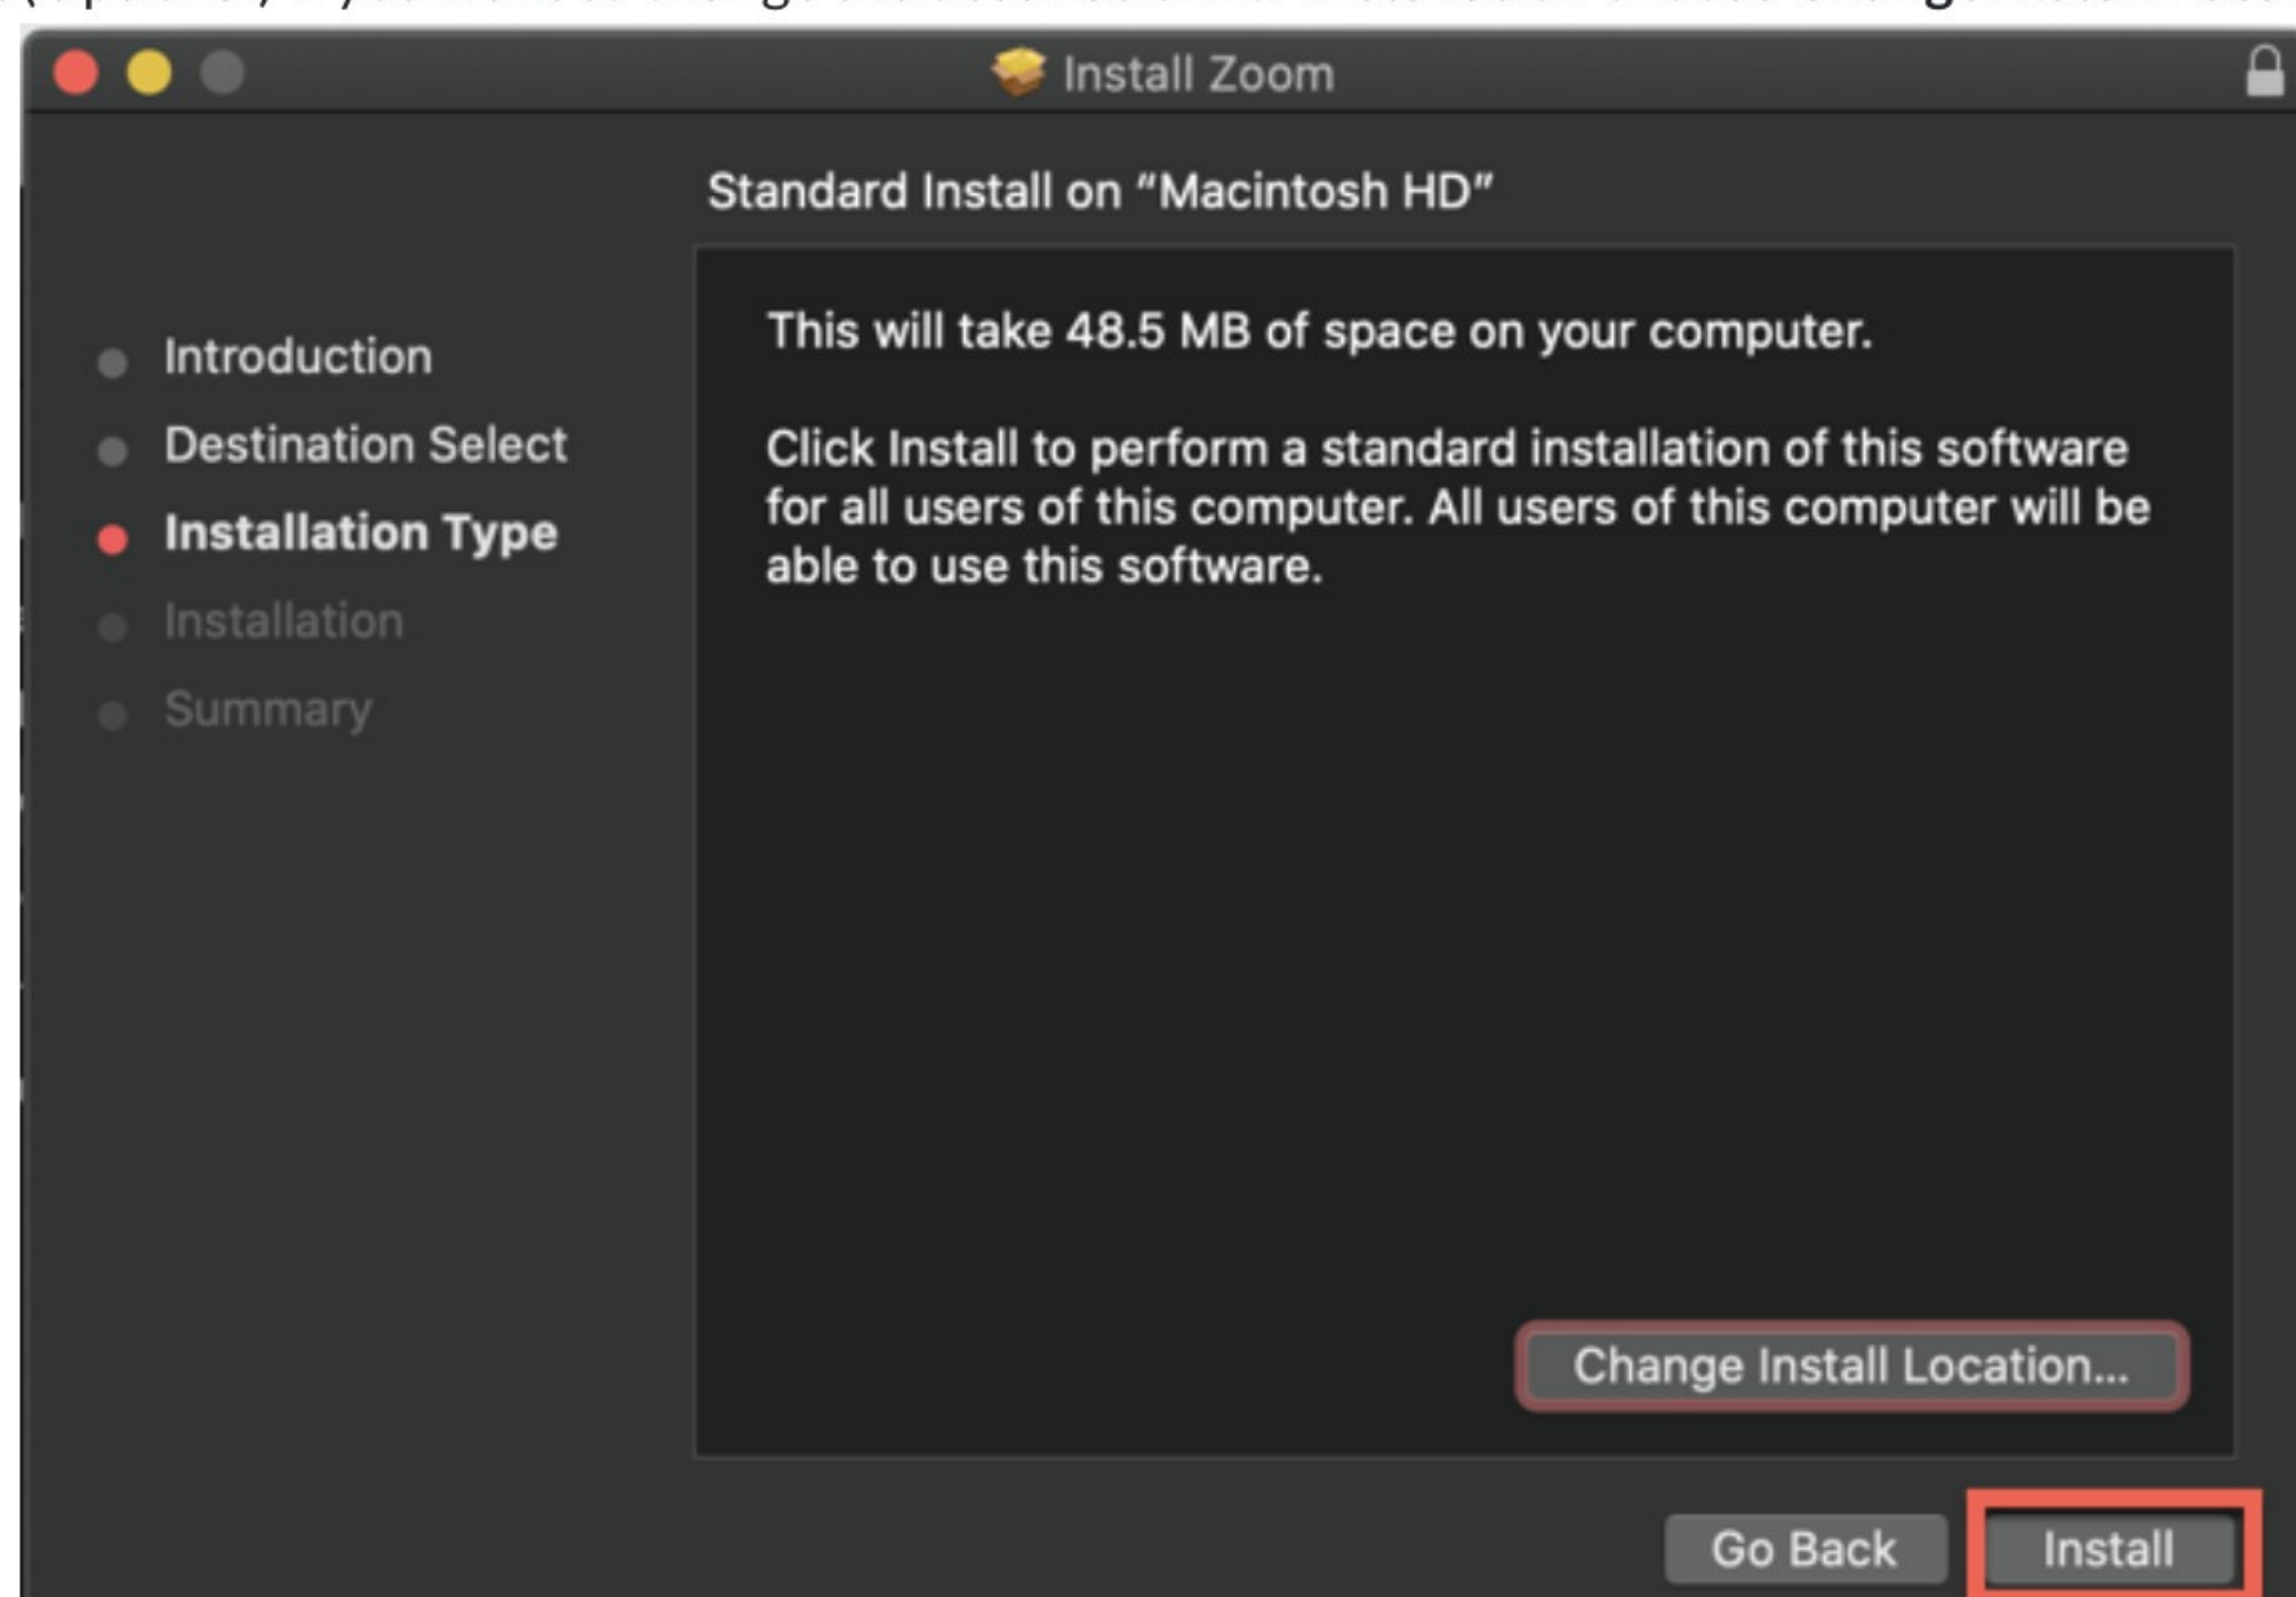 Install Zoom
Standard Install on “Macintosh HD”
Introduction
Destination Select
Installation Type
Installation
Summary
This will take 48.5 MB of space on your computer.
Click Install to perform a standard installation of this software
for all users of this computer. All users of this computer will be
able to use this software.
Change Install Location...
Go Back
Install